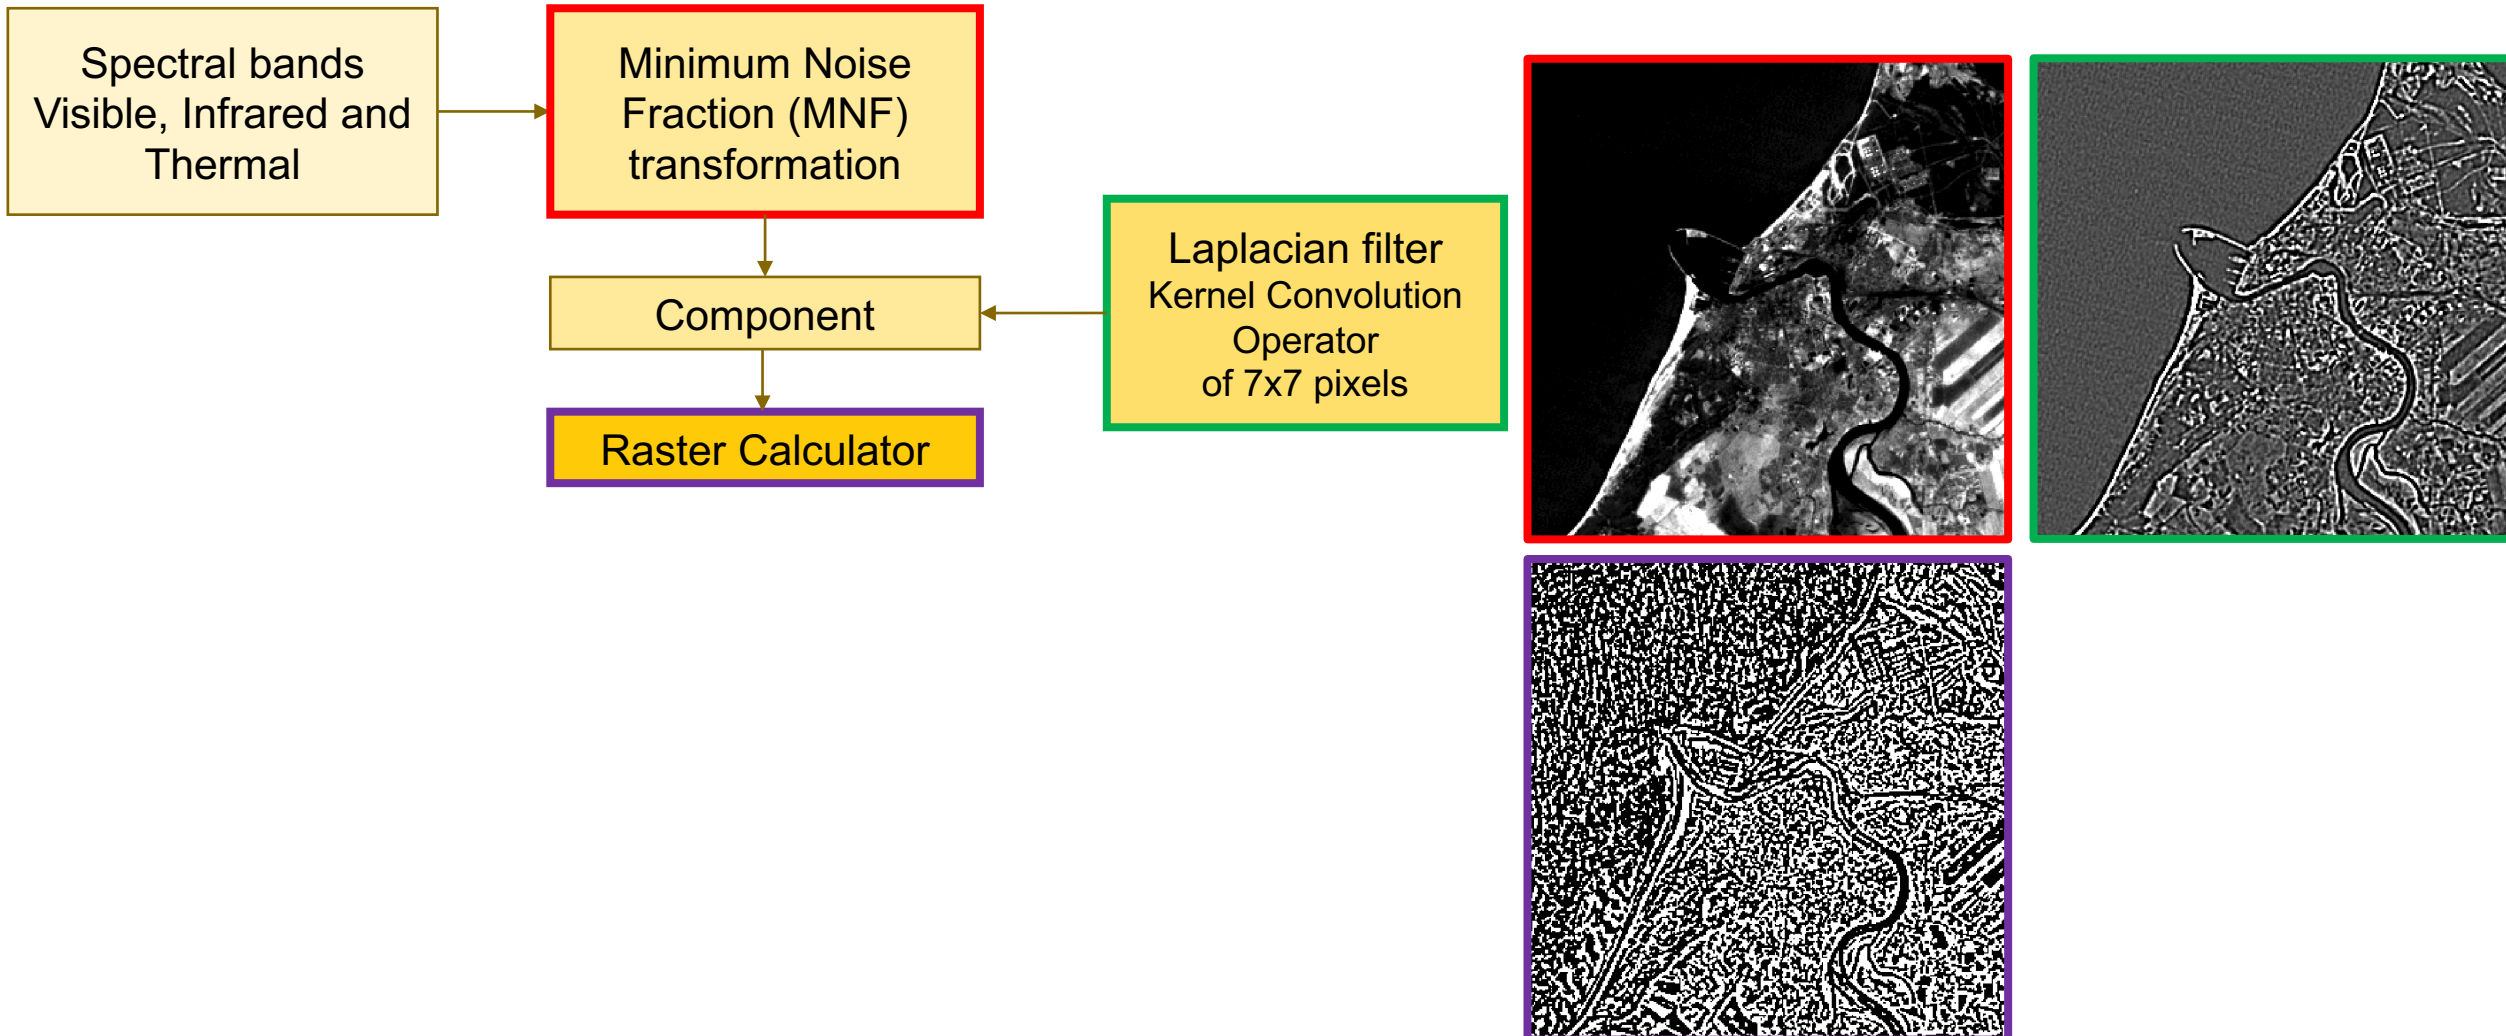 Spectral bands
Visible, Infrared and
Thermal
Minimum Noise
Fraction (MNF)
transformation
Component
Laplacian filter
Kernel Convolution
Operator
of 7x7 pixels
Raster Calculator